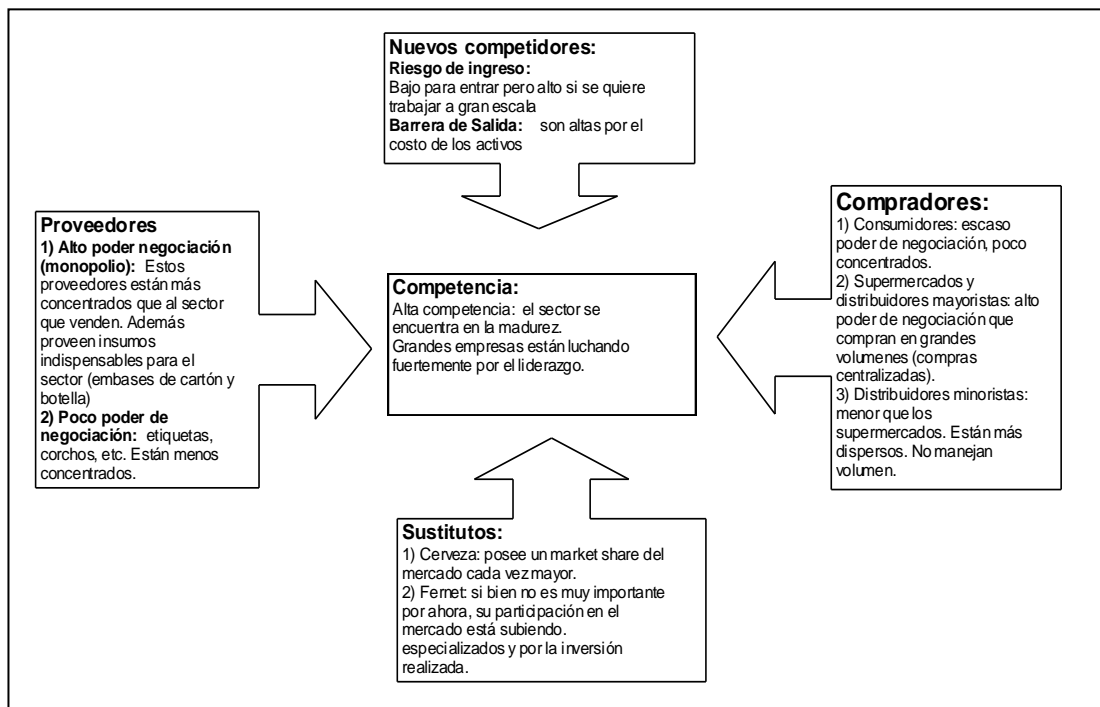 Nuevos competidores:
Riesgo de ingreso:
Bajo para entrar pero alto si se quiere
trabajar a gran escala
Barrera de Salida: son altas por el
costo de los activos
Proveedores
1) Alto poder negociación
(monopolio): Estos
proveedores están más
concentrados que al sector
que venden. Además
proveen insumos
indispensables para el
sector (embases de cartón y
botella)
2) Poco poder de
negociación: etiquetas,
corchos, etc. Están menos
concentrados.
Competencia:
Alta competencia: el sector se
encuentra en la madurez.
Grandes empresas están luchando
fuertemente por el liderazgo.
Compradores:
1) Consumidores: escaso
poder de negociación, poco
concentrados.
2) Supermercados y
distribuidores mayoristas: alto
poder de negociación que
compran en grandes
volumenes (compras
centralizadas).
3) Distribuidores minoristas:
menor que los
supermercados. Están más
dispersos. No manejan
volumen.
Sustitutos:
1) Cerveza: posee un market share del
mercado cada vez mayor.
2) Fernet: si bien no es muy importante
por ahora, su participación en el
mercado está subiendo.
especializados y por la inversión
realizada.